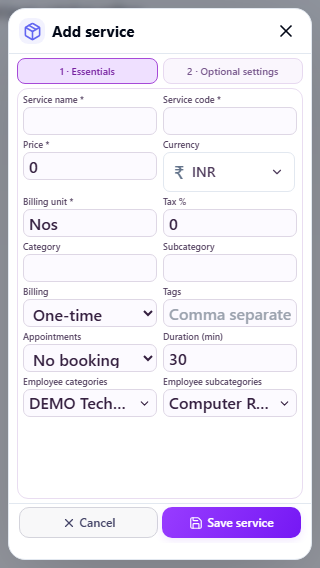 Add service
1 · Essentials
2 · Optional settings
Service name *
Service code *
Price *
Currency
0
₹ INR
Billing unit *
Tax %
Nos
0
Category
Subcategory
Billing
Tags
One-time
Comma separate
Appointments
Duration (min)
No booking
30
Employee categories
Employee subcategories
DEMO Tech...
Computer R...
Cancel
Save service